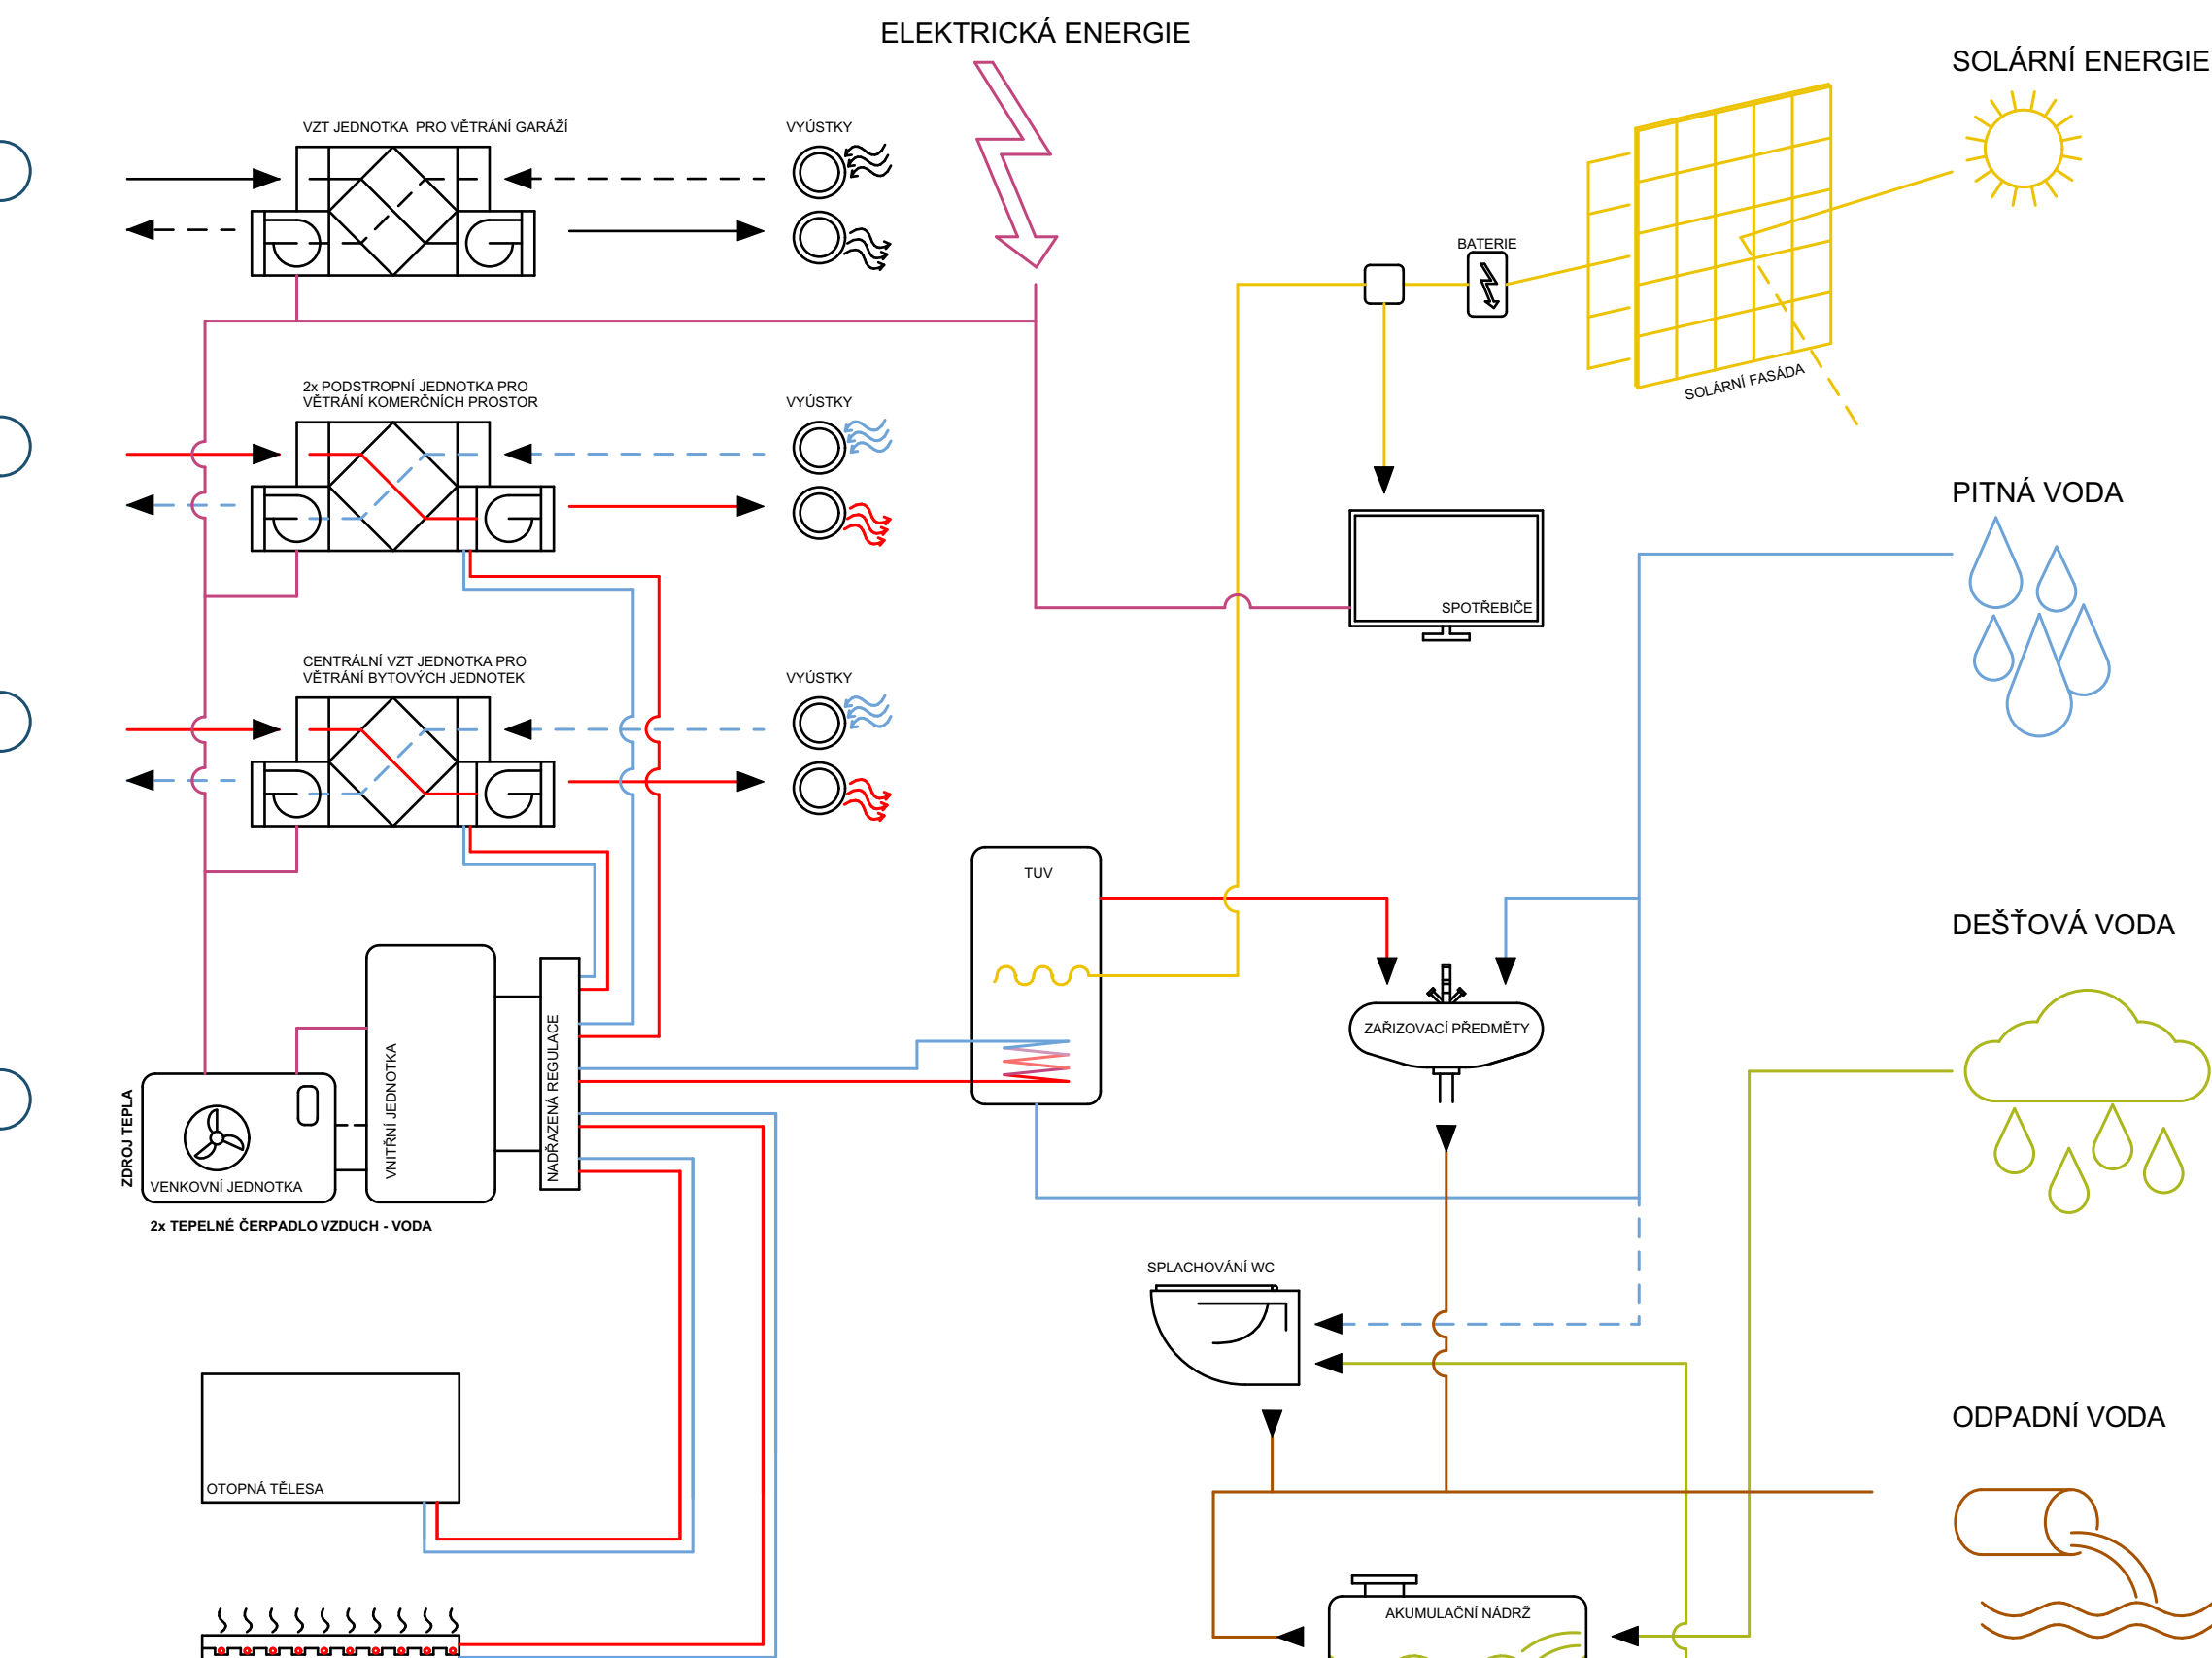 ELEKTRICKÁ ENERGIE
SOLÁRNÍ ENERGIE
VZT JEDNOTKA PRO VĚTRÁNÍ GARÁŽÍ
VYÚSTKY
BATERIE
SOLÁRNÍ FASÁDA
2x PODSTROPNÍ JEDNOTKA PRO
VĚTRÁNÍ KOMERČNÍCH PROSTOR
VYÚSTKY
PITNÁ VODA
SPOTŘEBIČE
CENTRÁLNÍ VZT JEDNOTKA PRO
VĚTRÁNÍ BYTOVÝCH JEDNOTEK
VYÚSTKY
TUV
DEŠŤOVÁ VODA
ZAŘIZOVACÍ PŘEDMĚTY
ZDROJ TEPLA
VENKOVNÍ JEDNOTKA
VNITŘNÍ JEDNOTKA
NADŘAZENÁ REGULACE
2x TEPELNÉ ČERPADLO VZDUCH - VODA
SPLACHOVÁNÍ WC
ODPADNÍ VODA
OTOPNÁ TĚLESA
AKUMULAČNÍ NÁDRŽ